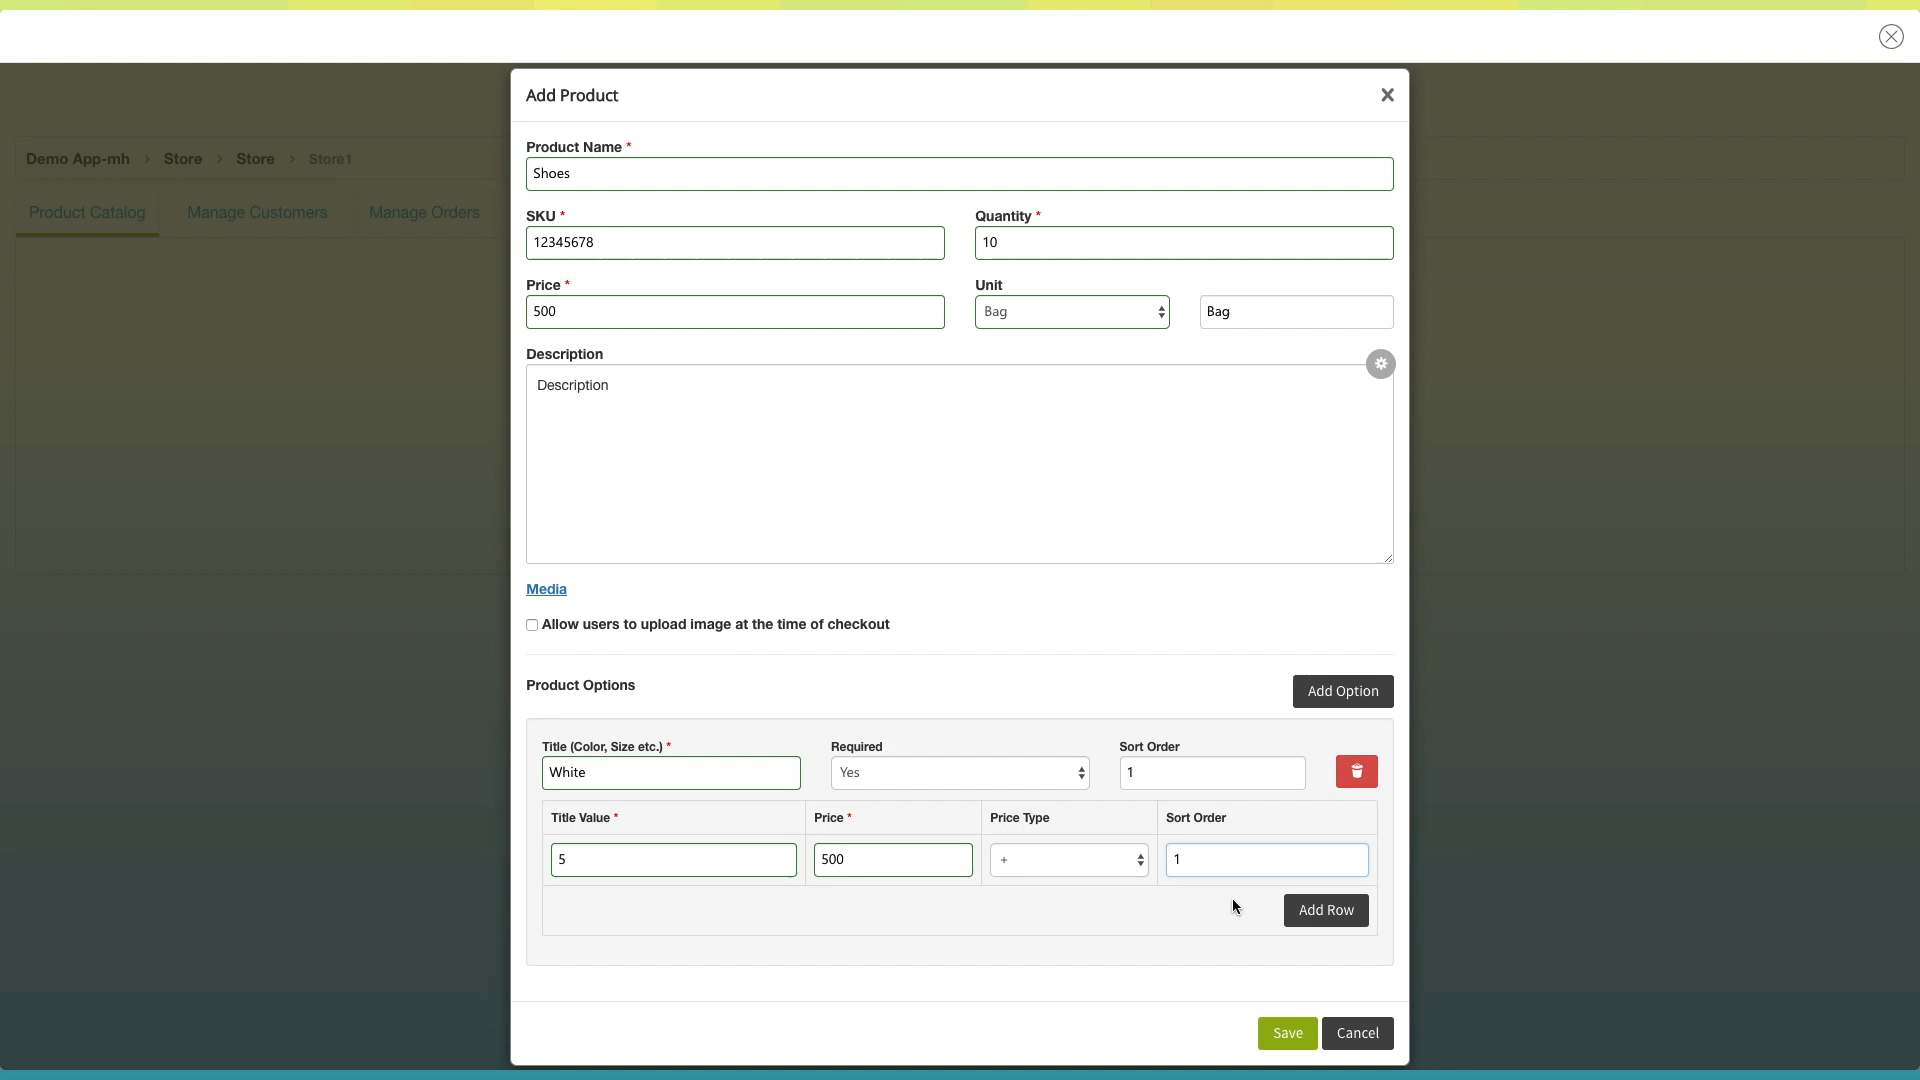 Add Product
Demo App-mh > Store > Store > Store1
Product Catalog Manage Customers Manage Orders
Product Name *
Shoes
SKU * Quantity *
12345678 10
Price * Unit
500 Bag Bag
Description
Description
Media
Allow users to upload image at the time of checkout
Product Options Add Option
Title (Color, Size etc.) * Required Sort Order
White Yes 1
Title Value * Price * Price Type Sort Order
5 500 + 1
Add Row
Save Cancel